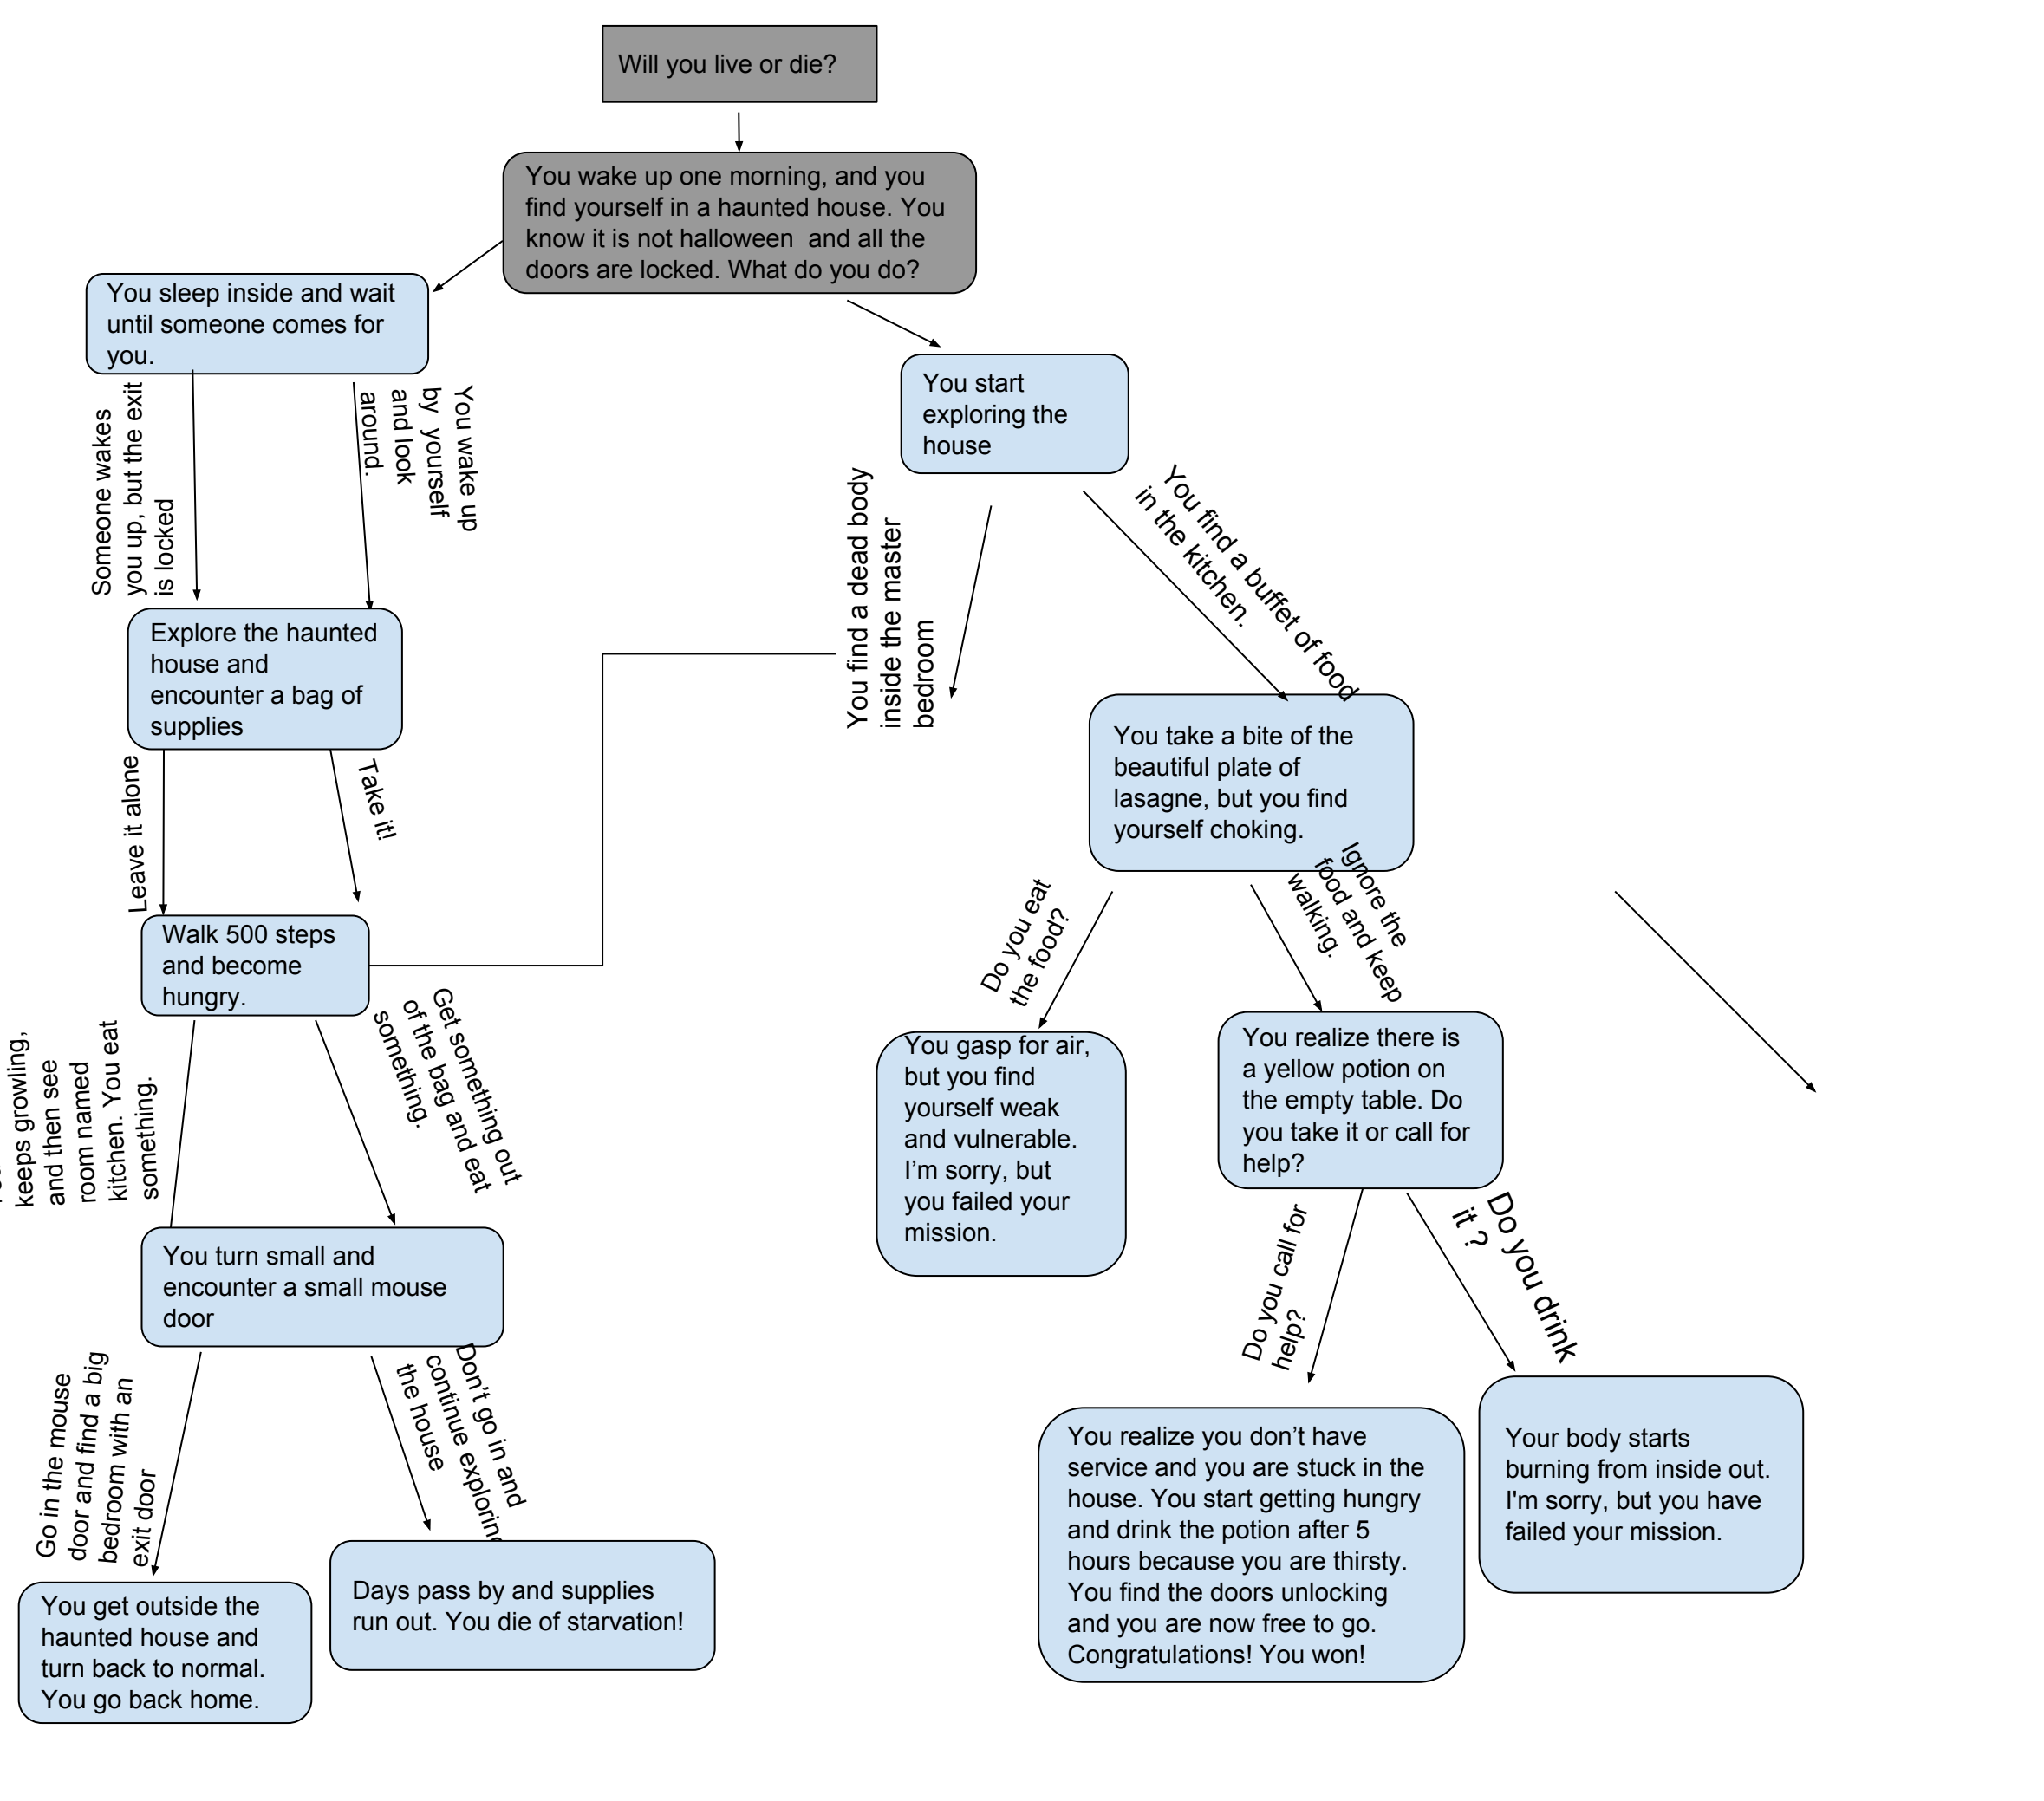 Will you live or die?
You wake up one morning, and you
find yourself in a haunted house. You
know it is not halloween  and all the
doors are locked. What do you do?
You sleep inside and wait
until someone comes for
you.
You start
exploring the
house
Someone wakes
you up, but the exit
is locked
You wake up
by yourself
and look
around.
You find a dead body
inside the master
bedroom
You find a buffet of food
in the kitchen.
Explore the haunted
house and
encounter a bag of
supplies
You take a bite of the
beautiful plate of
lasagne, but you find
yourself choking.
Leave it alone
Take it!
Do you eat
the food?
Ignore the
food and keep
walking.
Walk 500 steps
and become
hungry.
keeps growling,
and then see
room named
kitchen. You eat
something.
Get something out
of the bag and eat
something.
You gasp for air,
but you find
yourself weak
and vulnerable.
I’m sorry, but
you failed your
mission.
You realize there is
a yellow potion on
the empty table. Do
you take it or call for
help?
You turn small and
encounter a small mouse
door
Do you call for
help?
Do you drink
it ?
Go in the mouse
door and find a big
bedroom with an
exit door
Don’t go in and
continue exploring
the house
You get outside the
haunted house and
turn back to normal.
You go back home.
Days pass by and supplies
run out. You die of starvation!
You realize you don’t have
service and you are stuck in the
house. You start getting hungry
and drink the potion after 5
hours because you are thirsty.
You find the doors unlocking
and you are now free to go.
Congratulations! You won!
Your body starts
burning from inside out.
I'm sorry, but you have
failed your mission.